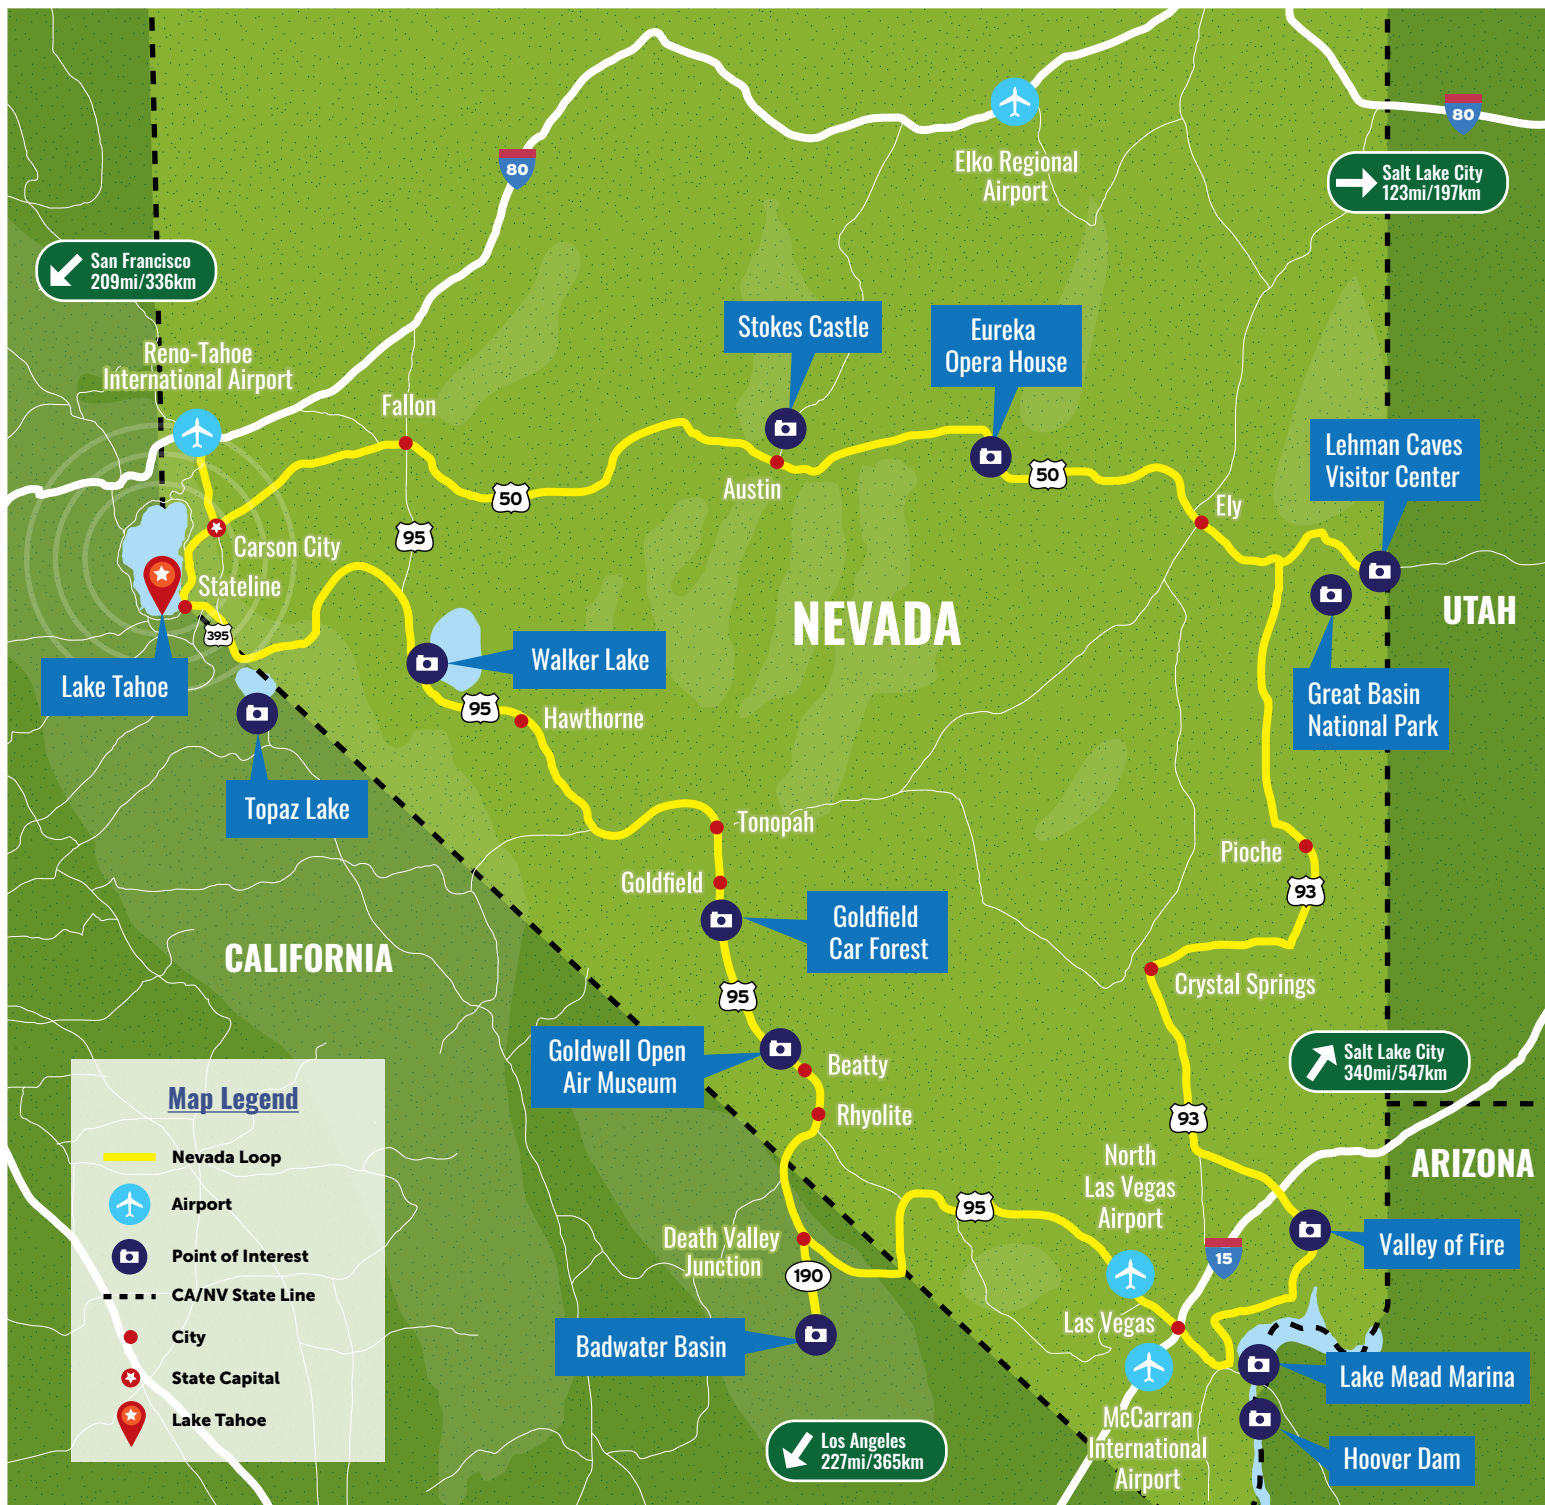 80
80
Elko Regional
Airport
Salt Lake City
123mi/197km
San Francisco
209mi/336km
Stokes Castle
Eureka
Opera House
Reno-Tahoe
International Airport
Fallon
Lehman Caves
Visitor Center
50
Austin
50
Ely
95
Carson City
Stateline
395
NEVADA
UTAH
Lake Tahoe
Walker Lake
Great Basin
National Park
95
Hawthorne
Topaz Lake
Tonopah
Pioche
Goldfield
93
Goldfield
Car Forest
CALIFORNIA
Crystal Springs
95
Goldwell Open
Air Museum
Beatty
Salt Lake City
340mi/547km
Rhyolite
93
ARIZONA
North
Las Vegas
Airport
95
Death Valley
Junction
190
15
Valley of Fire
Las Vegas
Badwater Basin
Lake Mead Marina
McCarran
International
Airport
Hoover Dam
Los Angeles
227mi/365km
Map Legend
Nevada Loop
Airport
Point of Interest
CA/NV State Line
City
State Capital
Lake Tahoe